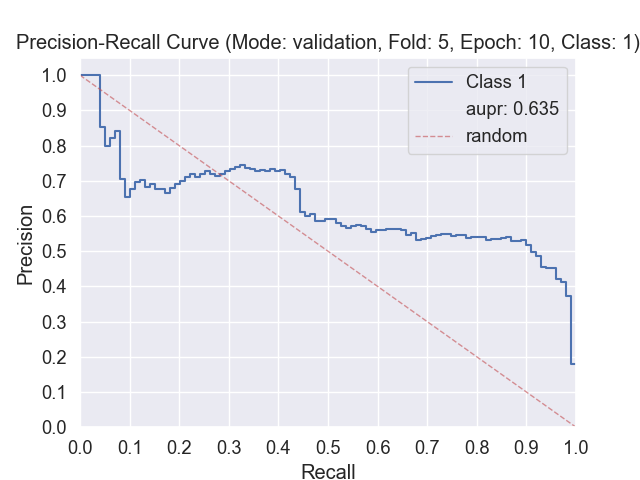 Precision-Recall Curve (Mode: validation, Fold: 5, Epoch: 10, Class: 1)
Class 1
aupr: 0.635
random
Precision
1.0
0.9
0.8
0.7
0.6
0.5
0.4
0.3
0.2
0.1
0.0
0.0 0.1 0.2 0.3 0.4 0.5 0.6 0.7 0.8 0.9 1.0
Recall